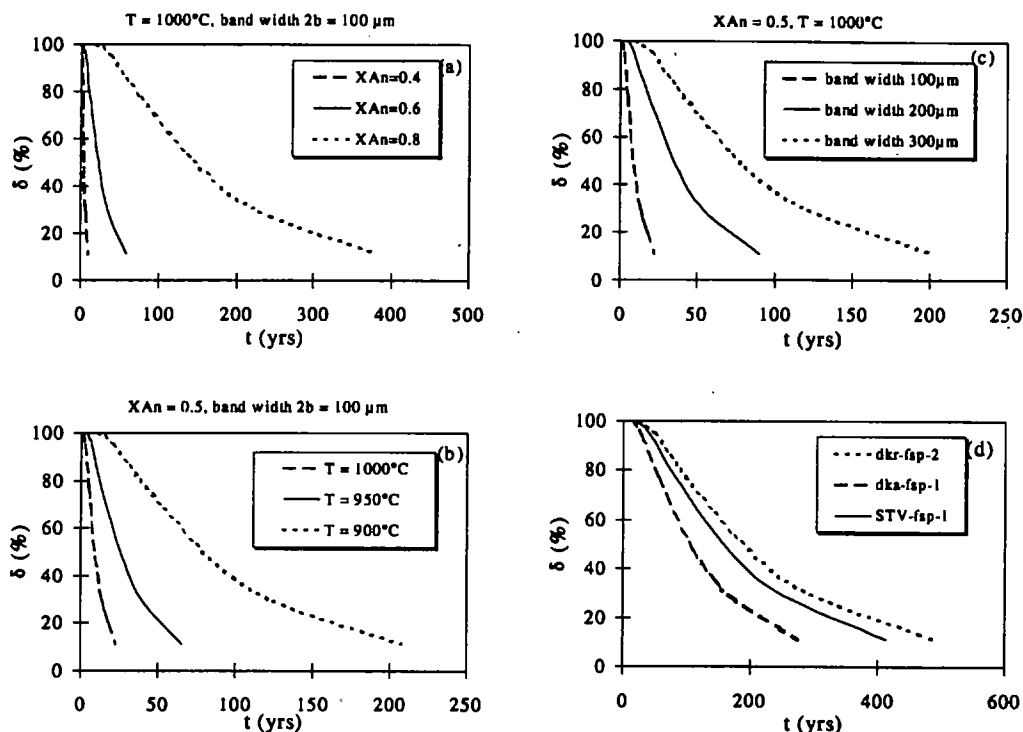 T = 1000°C, band width 2b = 100 µm
(a)
XAn=0.4
XAn=0.6
XAn=0.8
δ (%)
100
80
60
40
20
0
0 100 200 300 400 500
t (yrs)
XAn = 0.5, T = 1000°C
(c)
band width 100µm
band width 200µm
band width 300µm
δ (%)
100
80
60
40
20
0
0 50 100 150 200 250
t (yrs)
XAn = 0.5, band width 2b = 100 µm
(b)
T = 1000°C
T = 950°C
T = 900°C
δ (%)
100
80
60
40
20
0
0 50 100 150 200 250
t (yrs)
(d)
dkr-fsp-2
dka-fsp-1
STV-fsp-1
δ (%)
100
80
60
40
20
0
0 200 400 600
t (yrs)